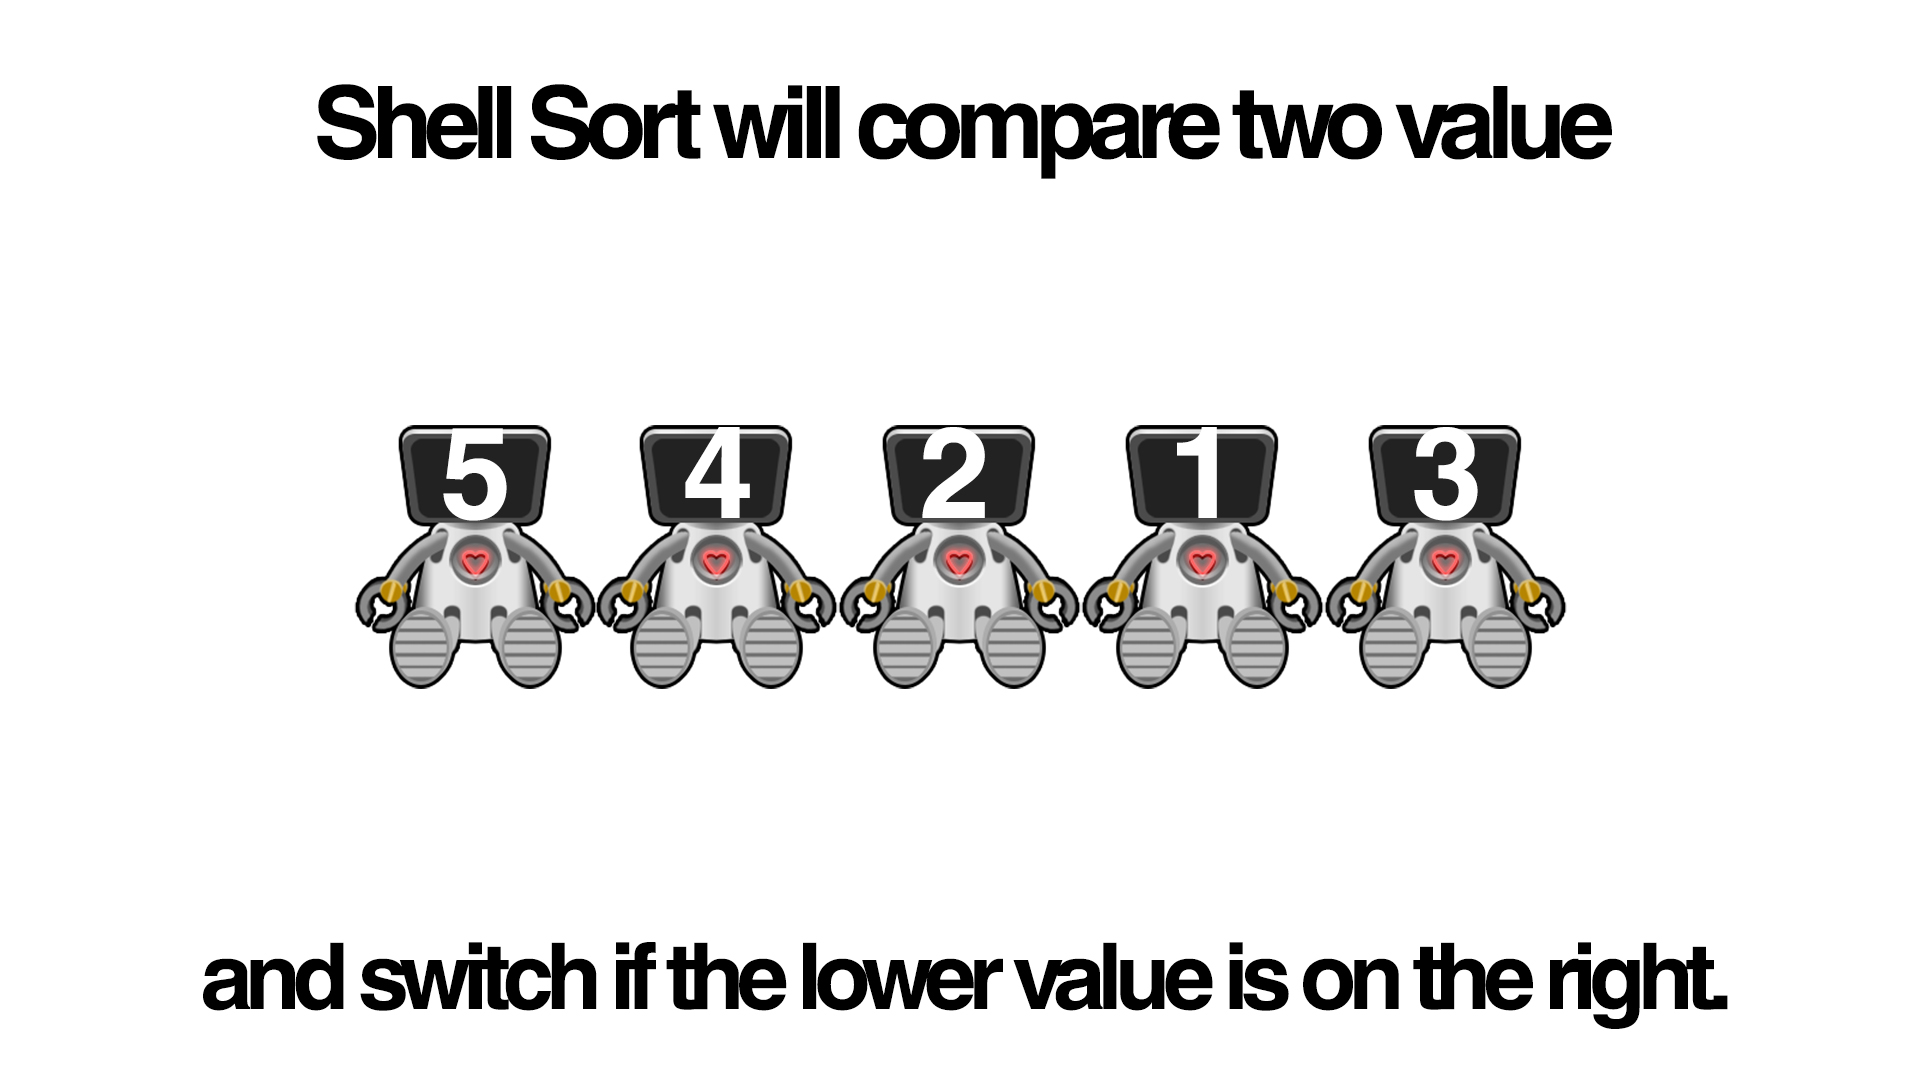 Shell Sort will compare two value
5 4 2 1 3
and switch if the lower value is on the right.